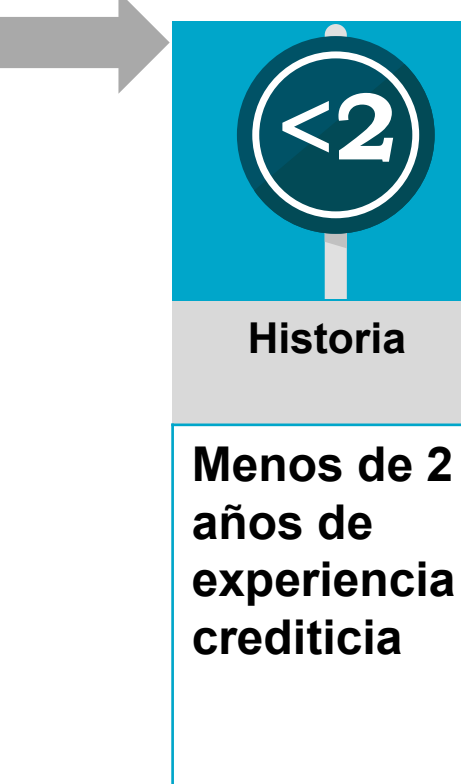 <2
Historia
Menos de 2
años de
experiencia
crediticia